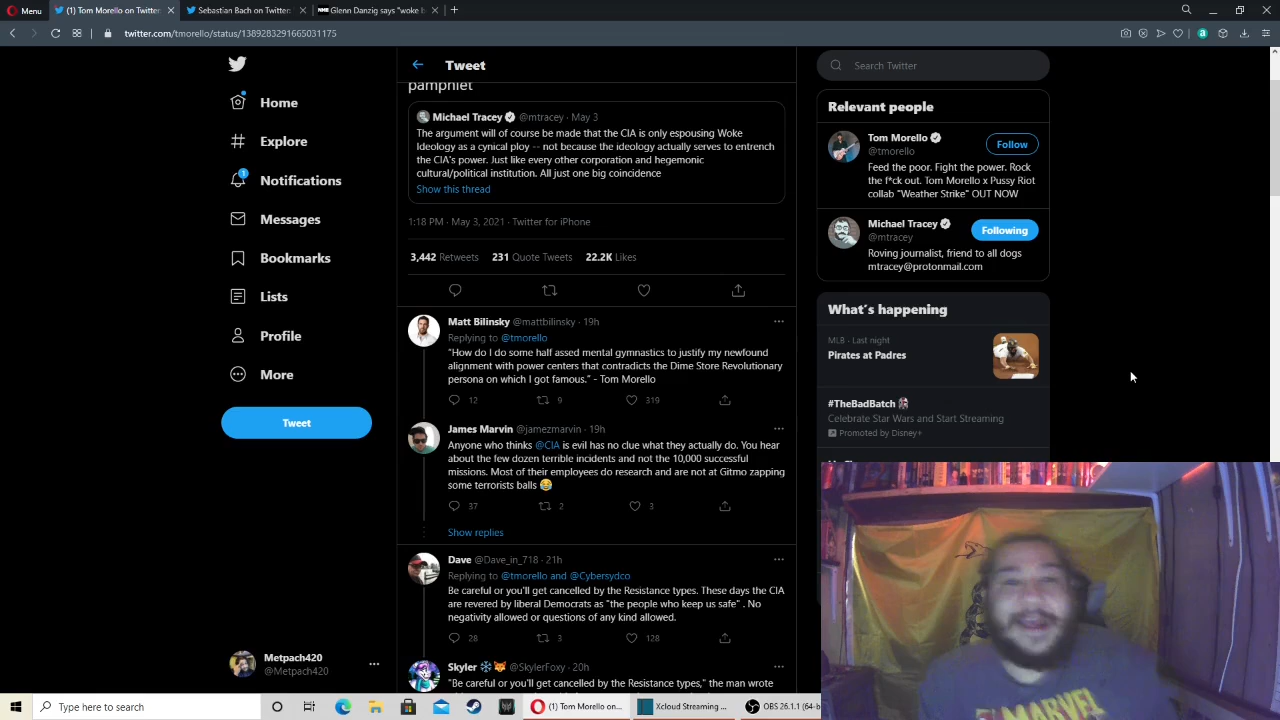 Menu
(1) Tom Morello on Twitter
Sebastian Bach on Twitter
NME
Glenn Danzig says "woke b
twitter.com/tmorello/status/1389283291665031175
Home
Explore
1
Notifications
Messages
Bookmarks
Lists
Profile
More
Tweet
Metpach420
@Metpach420
Tweet
pamphlet
Michael Tracey @mtracey · May 3
The argument will of course be made that the CIA is only espousing Woke
Ideology as a cynical ploy -- not because the ideology actually serves to entrench
the CIA's power. Just like every other corporation and hegemonic
cultural/political institution. All just one big coincidence
Show this thread
1:18 PM · May 3, 2021 · Twitter for iPhone
3,442 Retweets 231 Quote Tweets 22.2K Likes
Matt Bilinsky @mattbilinsky · 19h
Replying to @tmorello
"How do I do some half assed mental gymnastics to justify my newfound
alignment with power centers that contradicts the Dime Store Revolutionary
persona on which I got famous." - Tom Morello
12 9 319
James Marvin @jamezmarvin · 19h
Anyone who thinks @CIA is evil has no clue what they actually do. You hear
about the few dozen terrible incidents and not the 10,000 successful
missions. Most of their employees do research and are not at Gitmo zapping
some terrorists balls 😂
37 2 3
Show replies
Dave @Dave_in_718 · 21h
Replying to @tmorello and @Cybersydco
Be careful or you'll get cancelled by the Resistance types. These days the CIA
are revered by liberal Democrats as "the people who keep us safe" . No
negativity allowed or questions of any kind allowed.
28 3 128
Skyler ❄️🦊 @SkylerFoxy · 20h
"Be careful or you'll get cancelled by the Resistance types," the man wrote
Search Twitter
Relevant people
Tom Morello
@tmorello
Follow
Feed the poor. Fight the power. Rock
the f*ck out. Tom Morello x Pussy Riot
collab "Weather Strike" OUT NOW
Michael Tracey
@mtracey
Following
Roving journalist, friend to all dogs
mtracey@protonmail.com
What's happening
MLB · Last night
Pirates at Padres
#TheBadBatch
Celebrate Star Wars and Start Streaming
Promoted by Disney+
MARVEL
Type here to search
(1) Tom Morello on...
Xcloud Streaming ...
OBS 26.1.1 (64-b